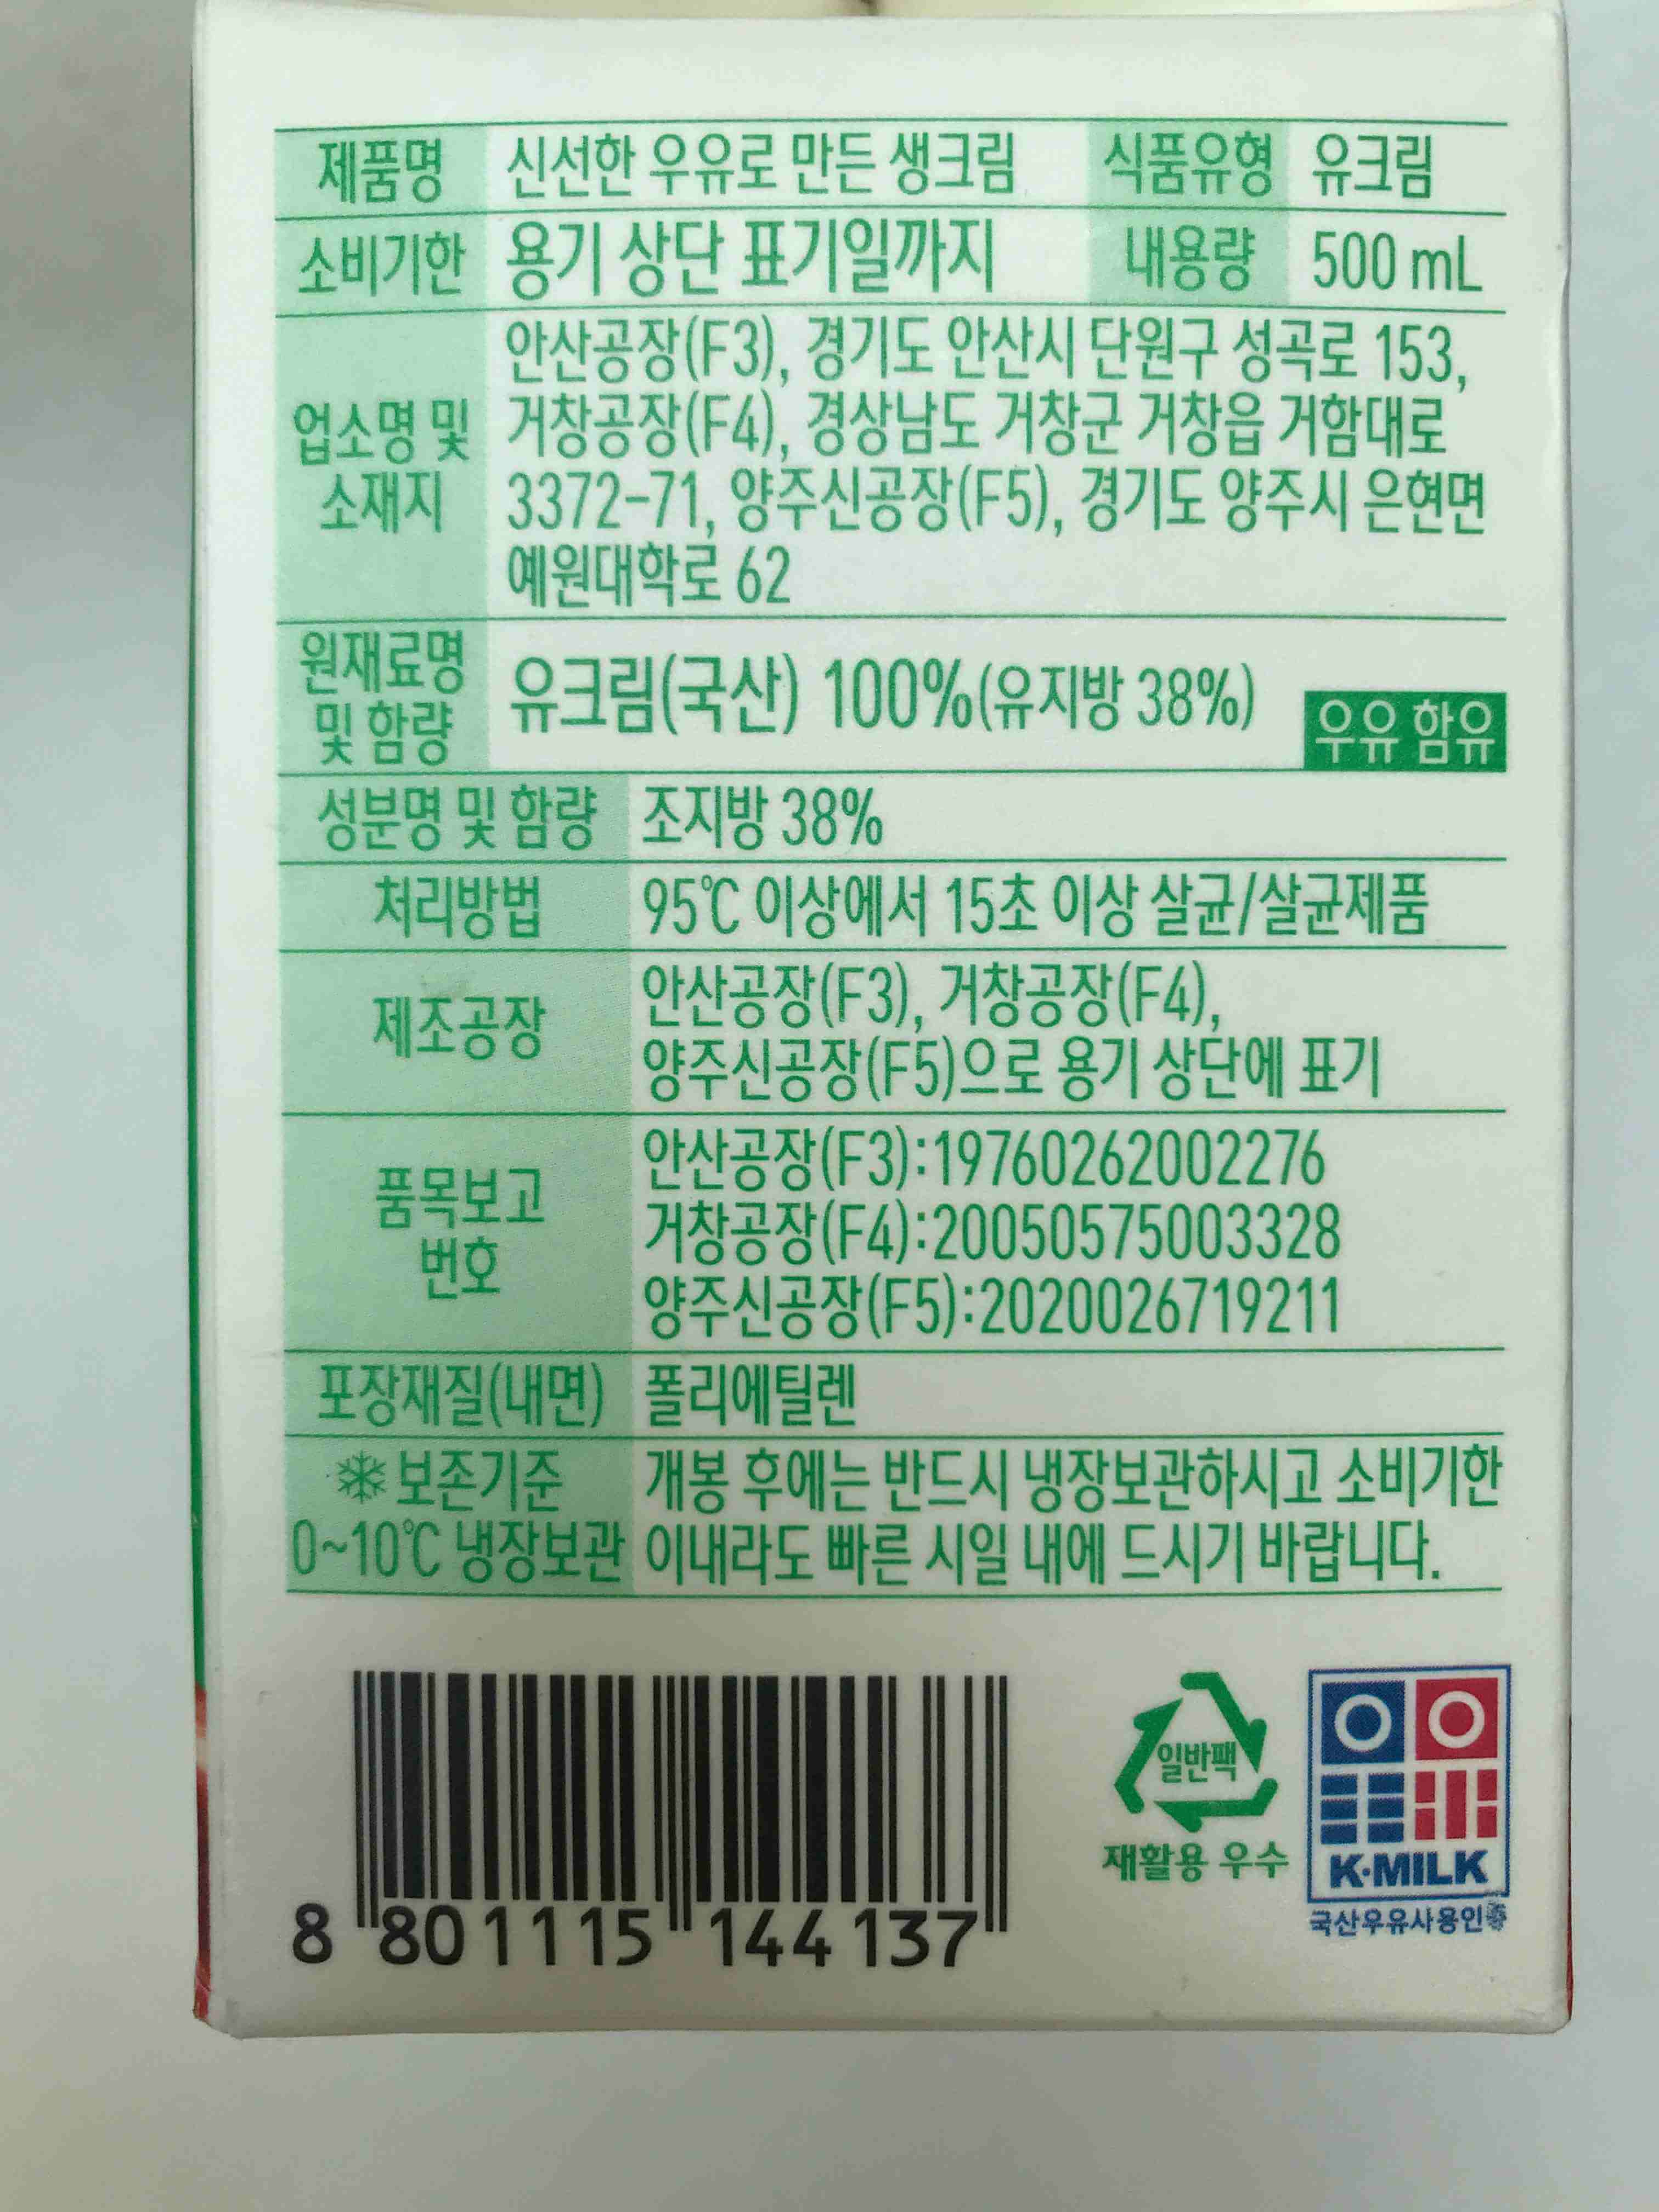 제품명 신선한 우유로 만든 생크림 식품유형 유크림
소비기한 용기 상단 표기일까지 내용량 500 mL
업소명 및 소재지
안산공장(F3), 경기도 안산시 단원구 성곡로 153,
거창공장(F4), 경상남도 거창군 거창읍 거함대로
3372-71, 양주신공장(F5), 경기도 양주시 은현면
예원대학로 62
원재료명
및 함량
유크림(국산) 100%(유지방 38%) 우유 함유
성분명 및 함량 조지방 38%
처리방법 95℃ 이상에서 15초 이상 살균/살균제품
제조공장
안산공장(F3), 거창공장(F4),
양주신공장(F5)으로 용기 상단에 표기
품목보고
번호
안산공장(F3):19760262002276
거창공장(F4):20050575003328
양주신공장(F5):2020026719211
포장재질(내면) 폴리에틸렌
보존기준
0~10℃ 냉장보관
개봉 후에는 반드시 냉장보관하시고 소비기한
이내라도 빠른 시일 내에 드시기 바랍니다.
8 801115 144137
일반팩
재활용 우수
우유
K·MILK
국산우유사용인증